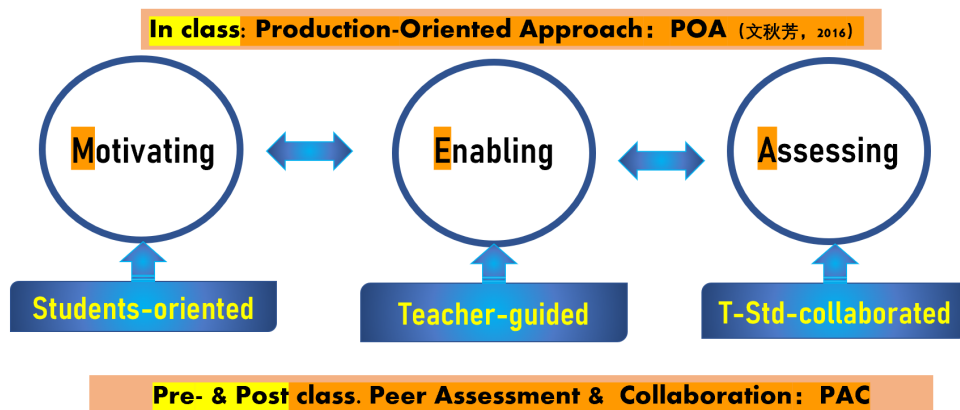 In class: Production-Oriented Approach: POA (文秋芳, 2016)
Motivating
Enabling
Assessing
Students-oriented
Teacher-guided
T-Std-collaborated
Pre- & Post class. Peer Assessment & Collaboration: PAC